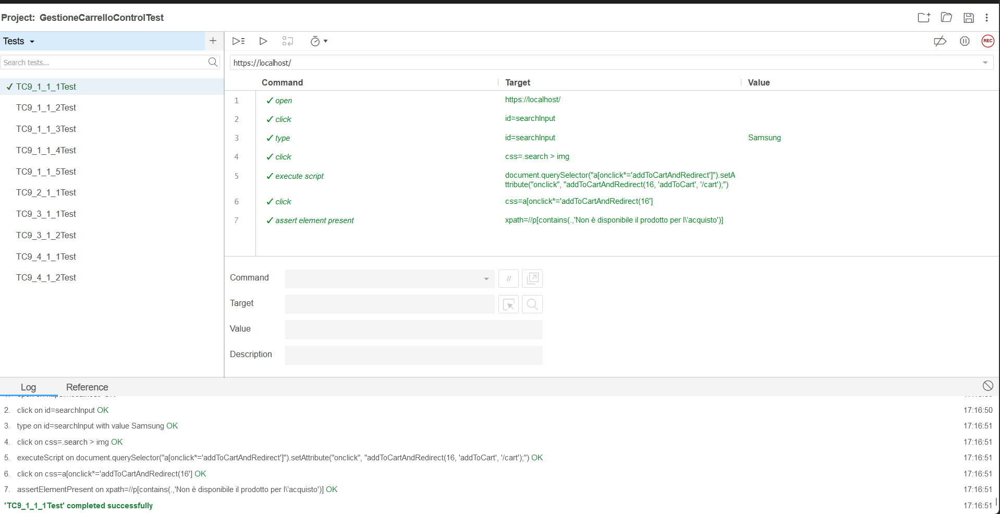 Project: GestioneCarrelloControlTest
Tests
Search tests...
✓ TC9_1_1_1Test
TC9_1_1_2Test
TC9_1_1_3Test
TC9_1_1_4Test
TC9_1_1_5Test
TC9_2_1_1Test
TC9_3_1_1Test
TC9_3_1_2Test
TC9_4_1_1Test
TC9_4_1_2Test
REC
https://localhost/
Command Target Value
1 ✓ open https://localhost/
2 ✓ click id=searchInput
3 ✓ type id=searchInput Samsung
4 ✓ click css=.search > img
5 ✓ execute script document.querySelector("a[onclick*='addToCartAndRedirect']").setA
ttribute("onclick", "addToCartAndRedirect(16, 'addToCart', '/cart');")
6 ✓ click css=a[onclick*='addToCartAndRedirect(16']
7 ✓ assert element present xpath=//p[contains(.,'Non è disponibile il prodotto per l\'acquisto')]
Command //
Target
Value
Description
Log Reference
2. click on id=searchInput OK 17:16:50
3. type on id=searchInput with value Samsung OK 17:16:51
4. click on css=.search > img OK 17:16:51
5. executeScript on document.querySelector("a[onclick*='addToCartAndRedirect']").setAttribute("onclick", "addToCartAndRedirect(16, 'addToCart', '/cart');") OK 17:16:51
6. click on css=a[onclick*='addToCartAndRedirect(16'] OK 17:16:51
7. assertElementPresent on xpath=//p[contains(.,'Non è disponibile il prodotto per l\'acquisto')] OK 17:16:51
'TC9_1_1_1Test' completed successfully 17:16:51